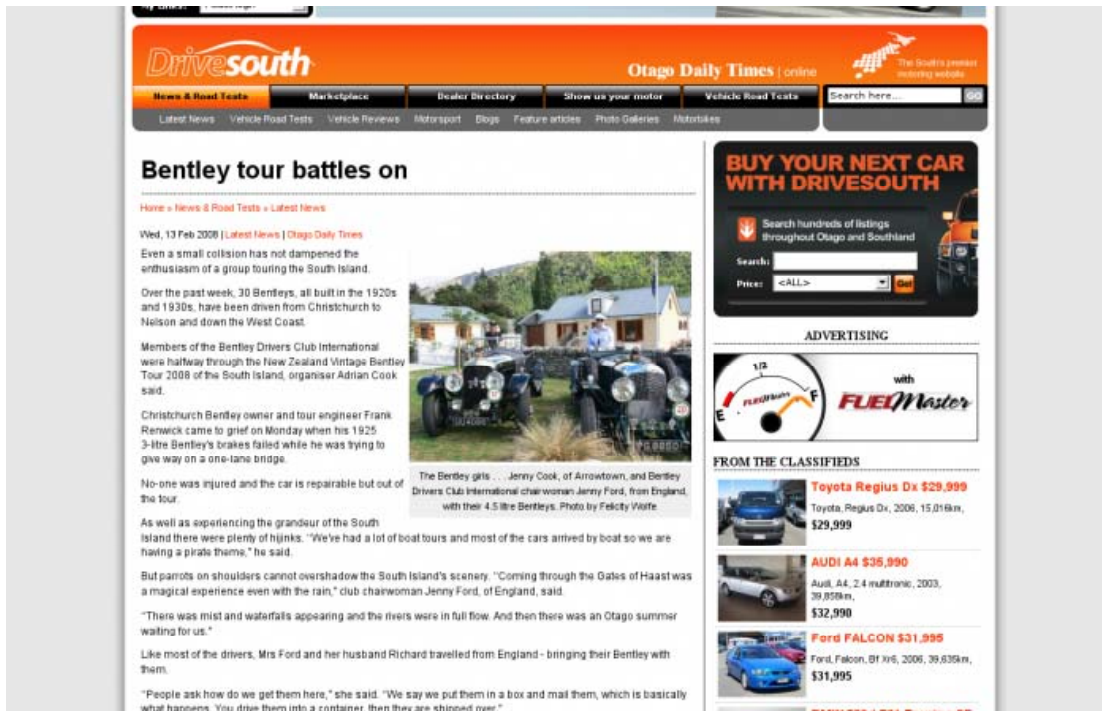 My Links:
Drivesouth
Otago Daily Times | online
The South's premier
motoring website
News & Road Tests
Marketplace
Dealer Directory
Show us your motor
Vehicle Road Tests
Search here...
GO
Latest News Vehicle Road Tests Vehicle Reviews Motorsport Blogs Feature articles Photo Galleries Motorbikes
Bentley tour battles on
Home » News & Road Tests » Latest News
Wed, 13 Feb 2008 | Latest News | Otago Daily Times
Even a small collision has not dampened the
enthusiasm of a group touring the South Island.
Over the past week, 30 Bentleys, all built in the 1920s
and 1930s, have been driven from Christchurch to
Nelson and down the West Coast.
Members of the Bentley Drivers Club International
were halfway through the New Zealand Vintage Bentley
Tour 2008 of the South Island, organiser Adrian Cook
said.
Christchurch Bentley owner and tour engineer Frank
Renwick came to grief on Monday when his 1925
3-litre Bentley's brakes failed while he was trying to
give way on a one-lane bridge.
No-one was injured and the car is repairable but out of
the tour.
The Bentley girls . . . Jenny Cook, of Arrowtown, and Bentley
Drivers Club International chairwoman Jenny Ford, from England,
with their 4.5 litre Bentleys. Photo by Felicity Wolfe
As well as experiencing the grandeur of the South
Island there were plenty of hijinks. "We've had a lot of boat tours and most of the cars arrived by boat so we are
having a pirate theme," he said.
But parrots on shoulders cannot overshadow the South Island's scenery. "Coming through the Gates of Haast was
a magical experience even with the rain," club chairwoman Jenny Ford, of England, said.
"There was mist and waterfalls appearing and the rivers were in full flow. And then there was an Otago summer
waiting for us."
Like most of the drivers, Mrs Ford and her husband Richard travelled from England - bringing their Bentley with
them.
"People ask how do we get them here," she said. "We say we put them in a box and mail them, which is basically
what happens. You drive them into a container, then they are shipped over."
BUY YOUR NEXT CAR
WITH DRIVESOUTH
Search hundreds of listings
throughout Otago and Southland
Search:
Price: <ALL> Go!
ADVERTISING
1/2
E
F
with
FUELMaster
FROM THE CLASSIFIEDS
Toyota Regius Dx $29,999
Toyota, Regius Dx, 2006, 15,016km,
$29,999
AUDI A4 $35,990
Audi, A4, 2.4 multitronic, 2003,
39,858km,
$32,990
Ford FALCON $31,995
Ford, Falcon, Bf Xr6, 2006, 39,635km,
$31,995